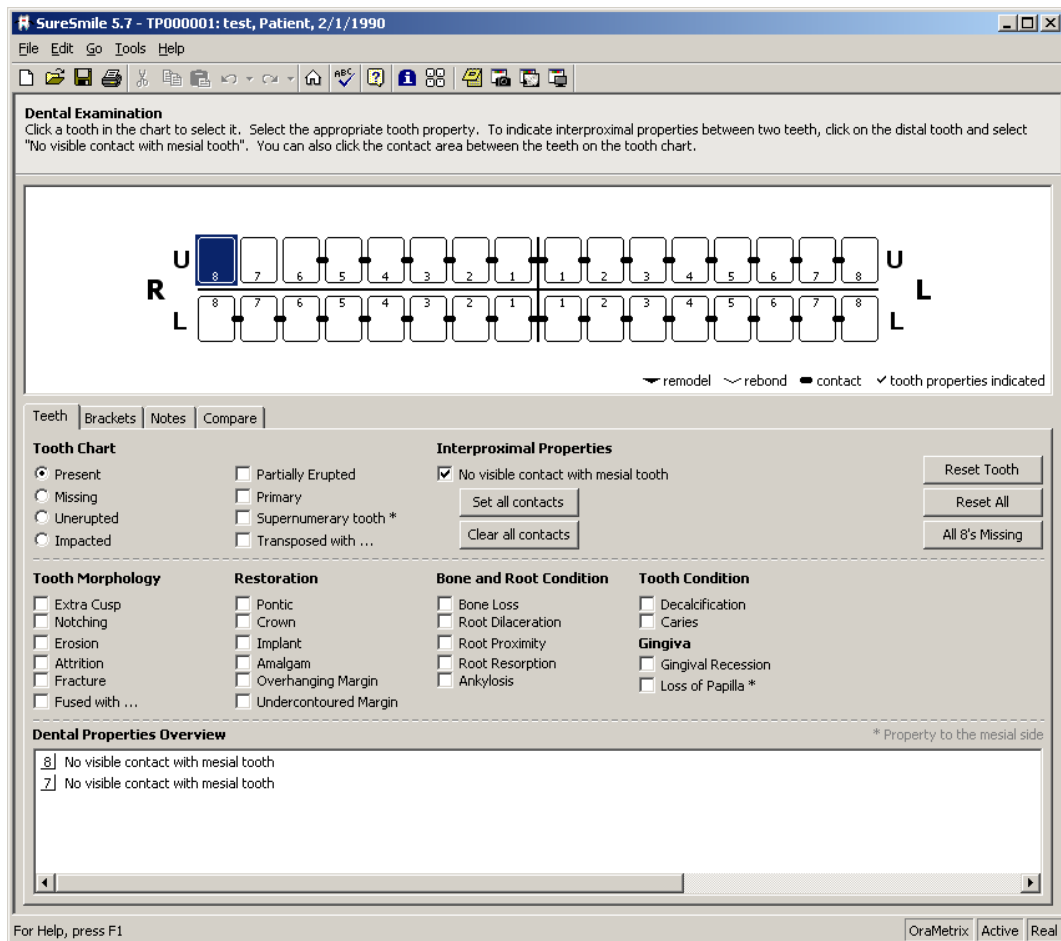 SureSmile 5.7 - TP000001: test, Patient, 2/1/1990
File Edit Go Tools Help
ABC
Dental Examination
Click a tooth in the chart to select it. Select the appropriate tooth property. To indicate interproximal properties between two teeth, click on the distal tooth and select
"No visible contact with mesial tooth". You can also click the contact area between the teeth on the tooth chart.
U 8 7 6 5 4 3 2 1 1 2 3 4 5 6 7 8 U
R L
L 8 7 6 5 4 3 2 1 1 2 3 4 5 6 7 8 L
remodel rebond contact tooth properties indicated
Teeth Brackets Notes Compare
Tooth Chart Interproximal Properties
Present Partially Erupted No visible contact with mesial tooth Reset Tooth
Missing Primary Set all contacts Reset All
Unerupted Supernumerary tooth *
Impacted Transposed with ... Clear all contacts All 8's Missing
Tooth Morphology Restoration Bone and Root Condition Tooth Condition
Extra Cusp Pontic Bone Loss Decalcification
Notching Crown Root Dilaceration Caries
Erosion Implant Root Proximity Gingiva
Attrition Amalgam Root Resorption Gingival Recession
Fracture Overhanging Margin Ankylosis Loss of Papilla *
Fused with ... Undercontoured Margin
Dental Properties Overview * Property to the mesial side
8 No visible contact with mesial tooth
7 No visible contact with mesial tooth
For Help, press F1 OraMetrix Active Real